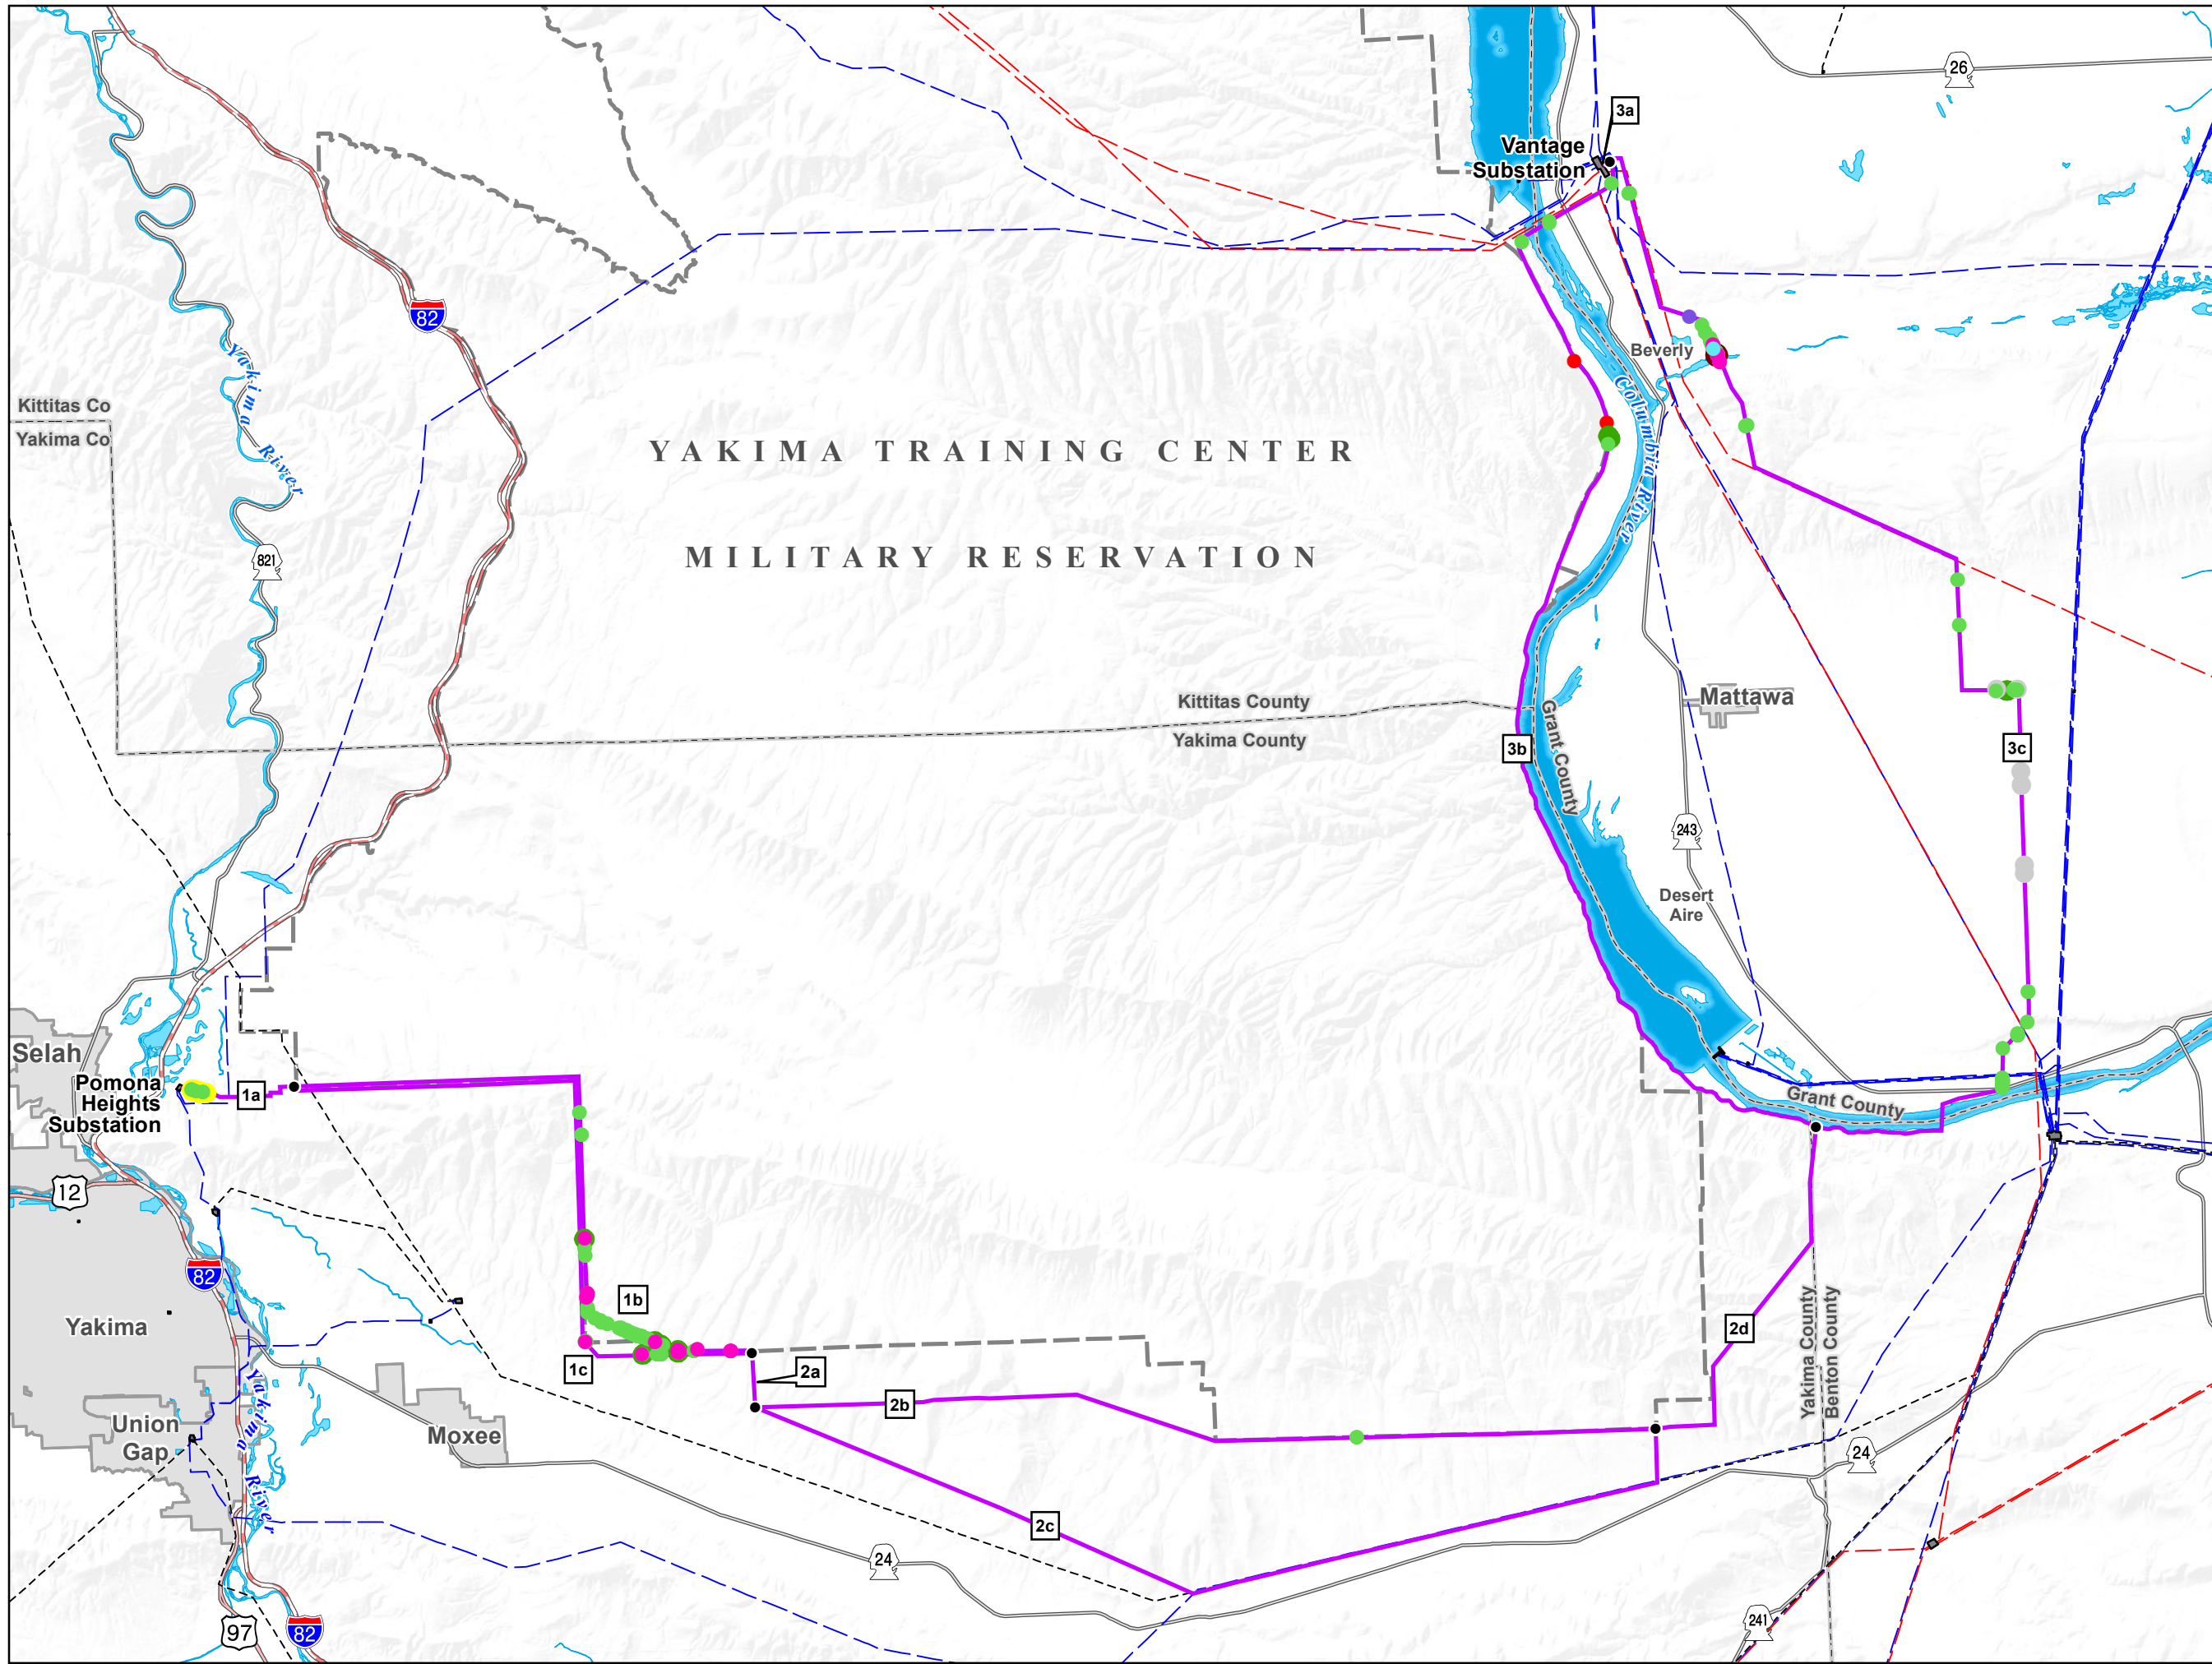 26
3a
Vantage
Substation
82
Yakima
River
Beverly
Columbia River
Kittitas Co
Yakima Co
YAKIMA TRAINING CENTER
MILITARY RESERVATION
821
Kittitas County
Yakima County
Mattawa
Grant County
3b
3c
243
Desert
Aire
Selah
Pomona
Heights
Substation
1a
Grant County
12
82
Yakima
1b
1c
2a
2b
2d
Yakima County
Benton County
Union
Gap
Moxee
Yakima
River
24
2c
24
97
82
241